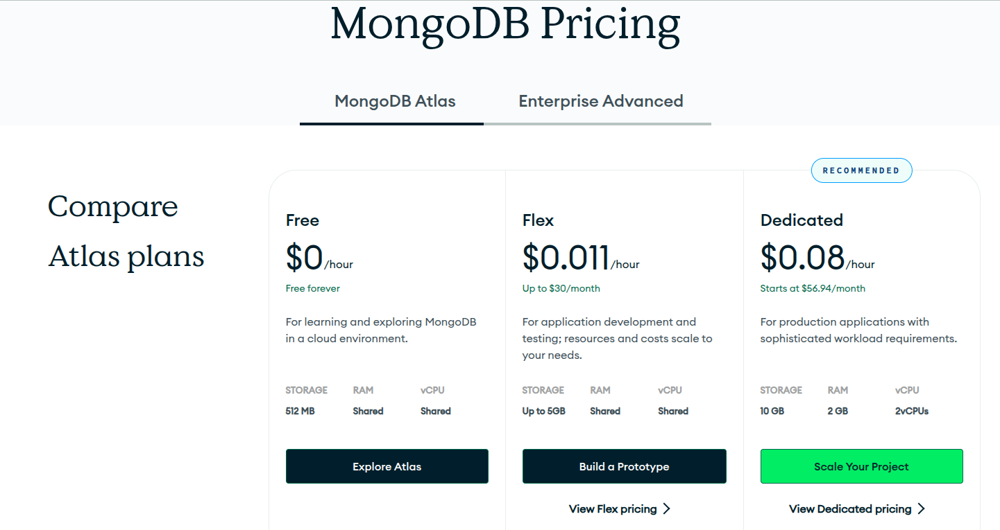 MongoDB Pricing
MongoDB Atlas
Enterprise Advanced
Compare
Atlas plans
Free
$0/hour
Free forever
For learning and exploring MongoDB
in a cloud environment.
STORAGE RAM vCPU
512 MB Shared Shared
Explore Atlas
Flex
$0.011/hour
Up to $30/month
For application development and
testing; resources and costs scale to
your needs.
STORAGE RAM vCPU
Up to 5GB Shared Shared
Build a Prototype
View Flex pricing
RECOMMENDED
Dedicated
$0.08/hour
Starts at $56.94/month
For production applications with
sophisticated workload requirements.
STORAGE RAM vCPU
10 GB 2 GB 2vCPUs
Scale Your Project
View Dedicated pricing